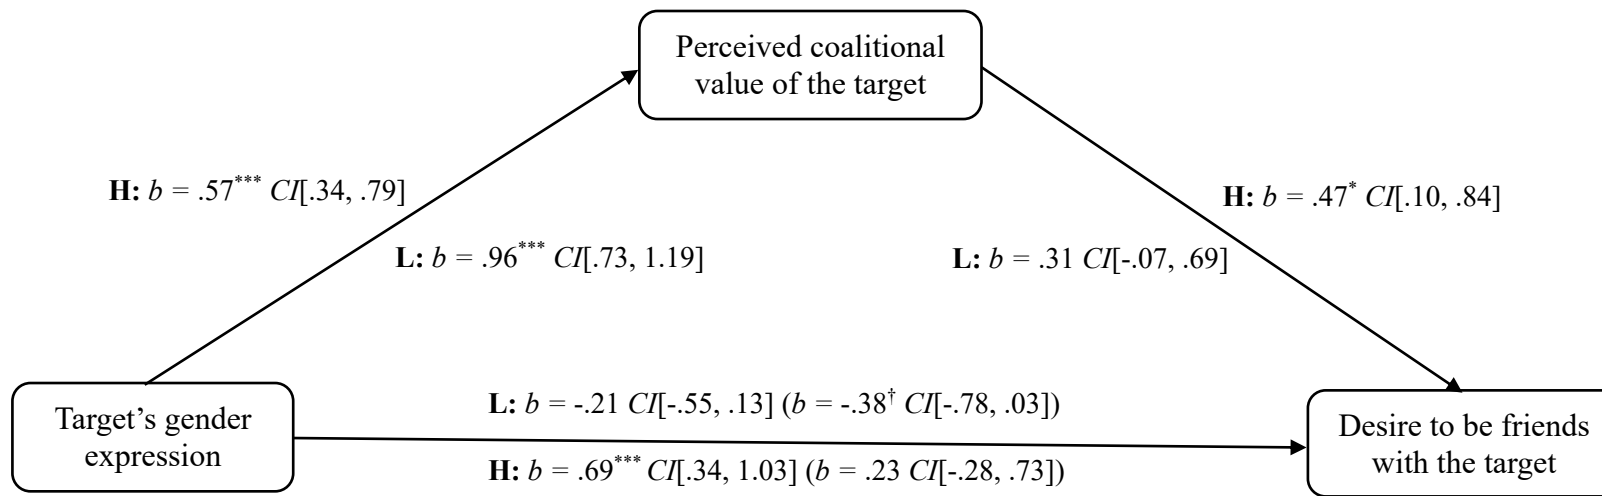 Perceived coalitional
value of the target
H: b = .57*** CI[.34, .79]
H: b = .47* CI[.10, .84]
L: b = .96*** CI[.73, 1.19]
L: b = .31 CI[-.07, .69]
Target’s gender
expression
L: b = -.21 CI[-.55, .13] (b = -.38† CI[-.78, .03])
H: b = .69*** CI[.34, 1.03] (b = .23 CI[-.28, .73])
Desire to be friends
with the target